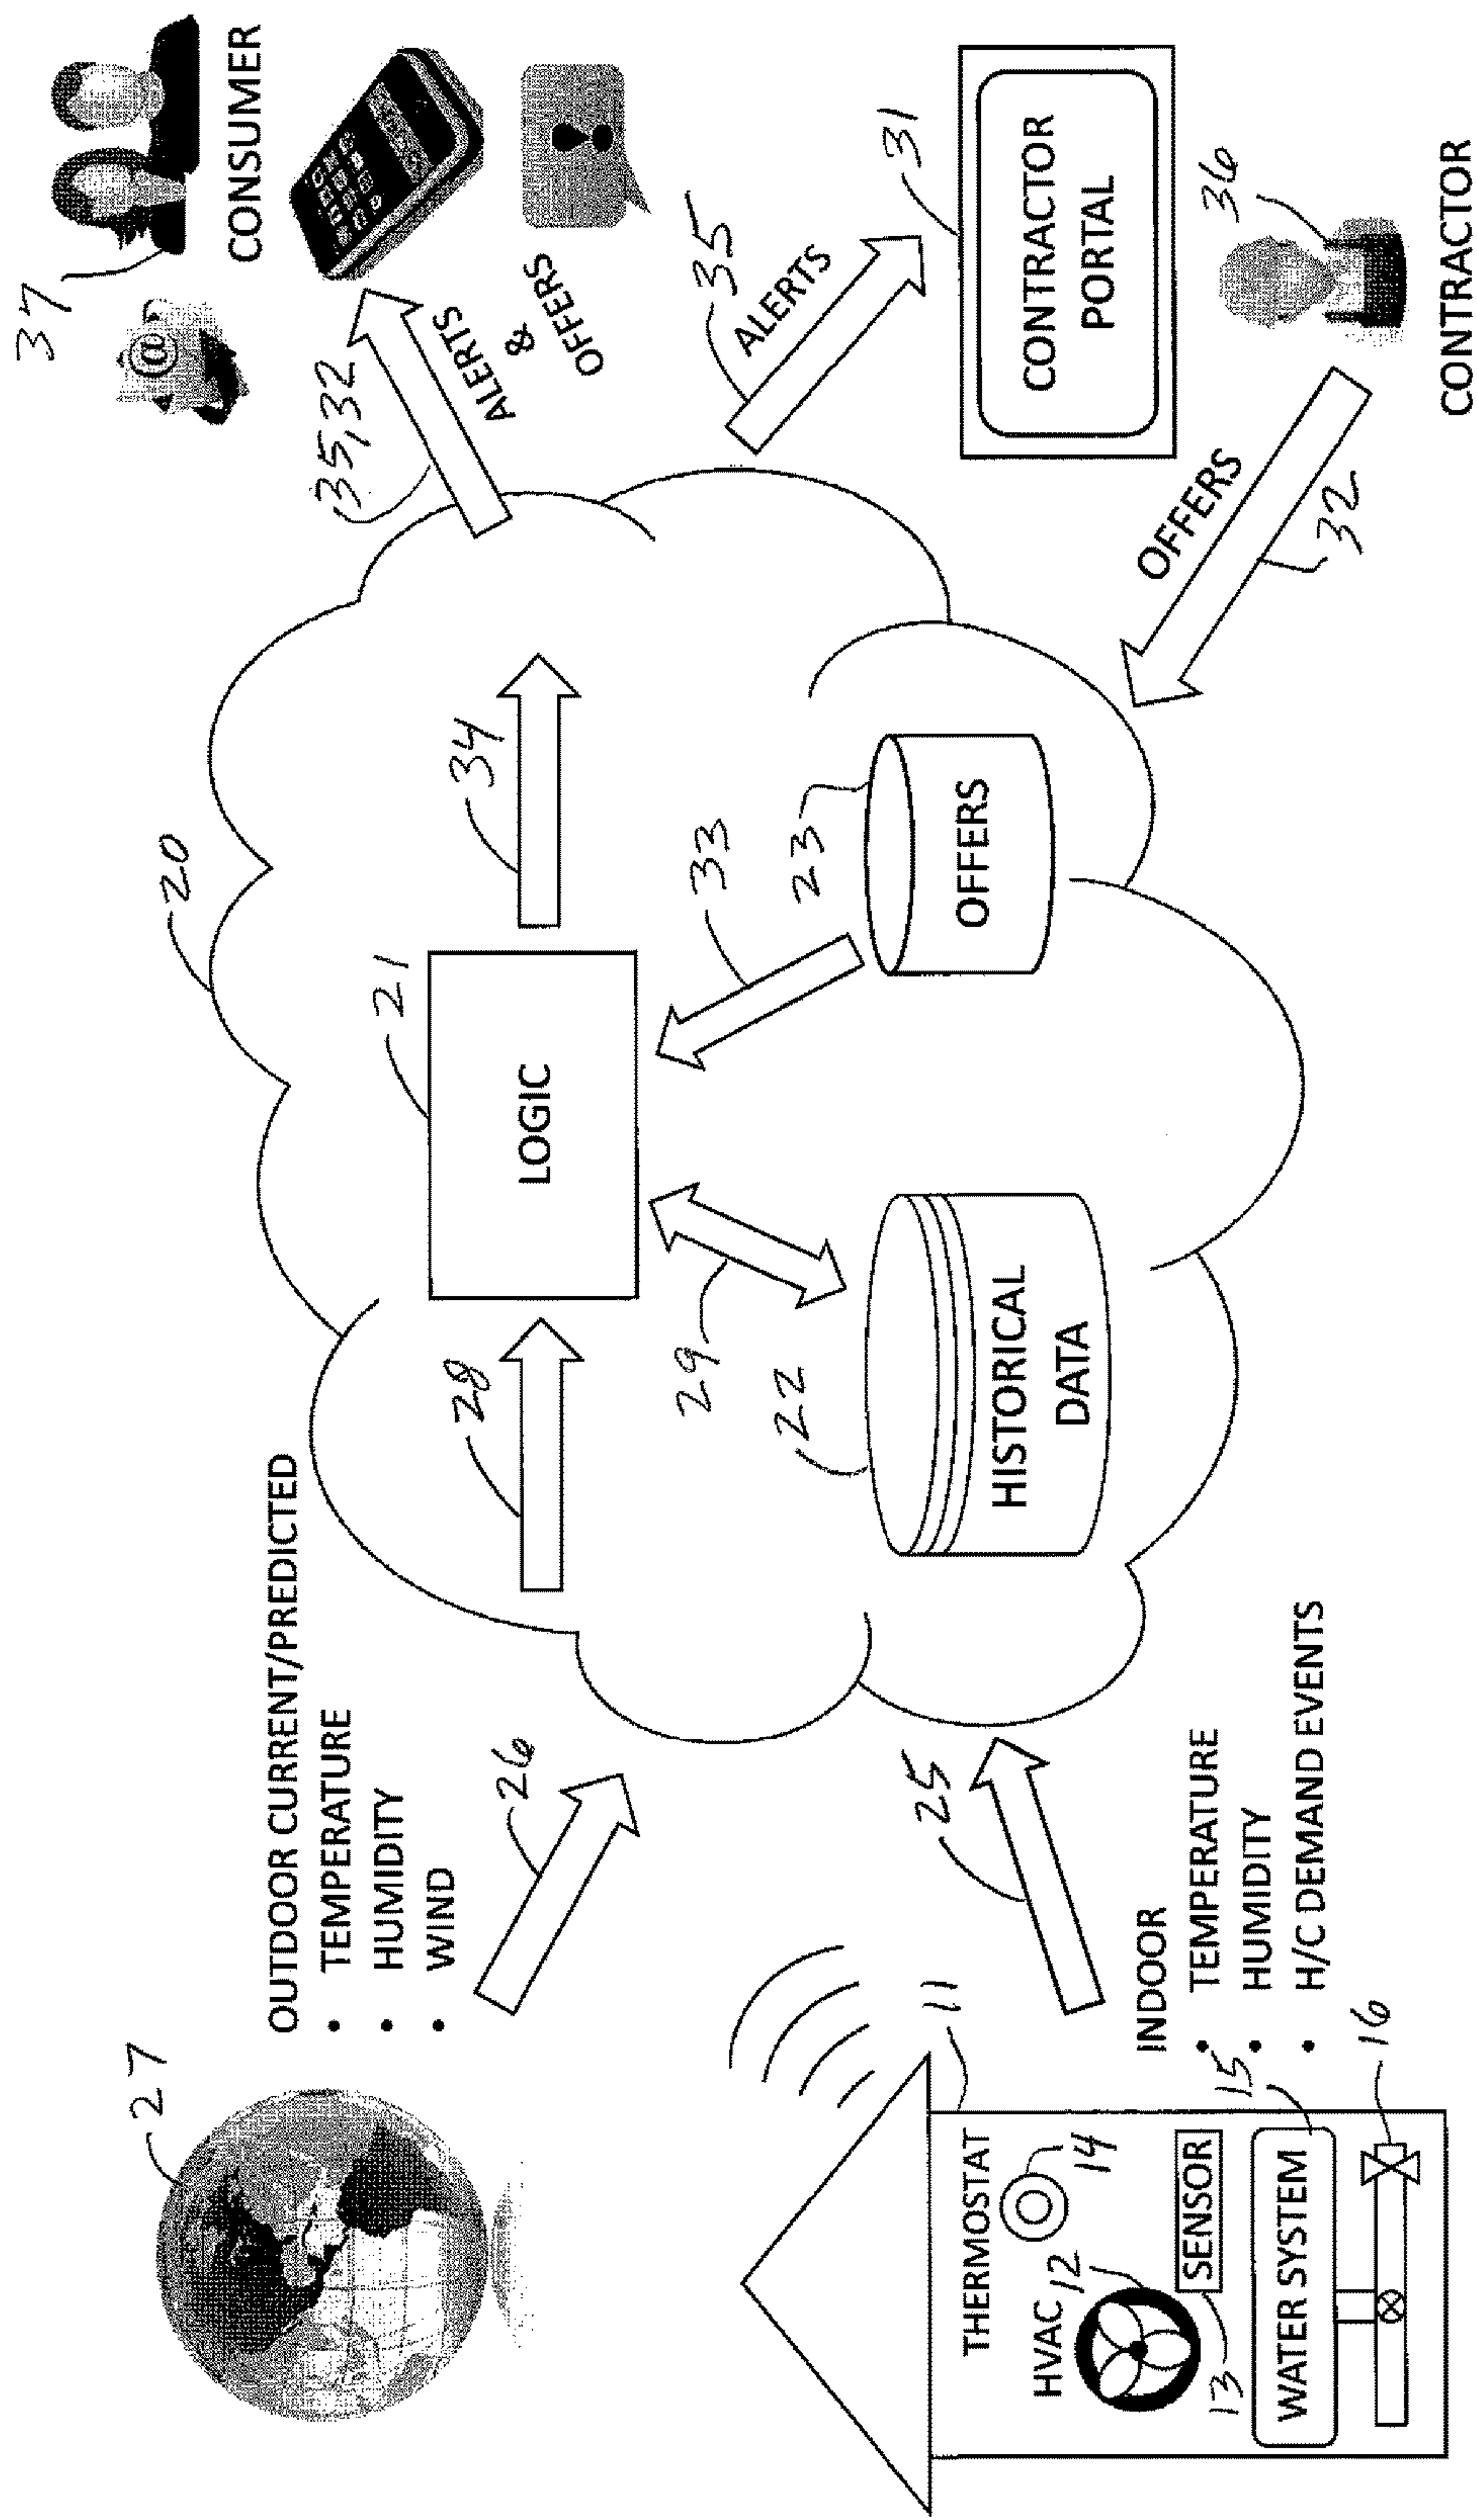 27
OUTDOOR CURRENT/PREDICTED
• TEMPERATURE
• HUMIDITY
• WIND
26
20
28
21
LOGIC
34
29
22
HISTORICAL
DATA
33
23
OFFERS
35,32
ALERTS
&
OFFERS
37
@
CONSUMER
!
35
ALERTS
31
CONTRACTOR
PORTAL
36
CONTRACTOR
OFFERS
32
11
25
INDOOR
• TEMPERATURE
• HUMIDITY
• H/C DEMAND EVENTS
THERMOSTAT
14
HVAC
12
13
SENSOR
15
WATER SYSTEM
16